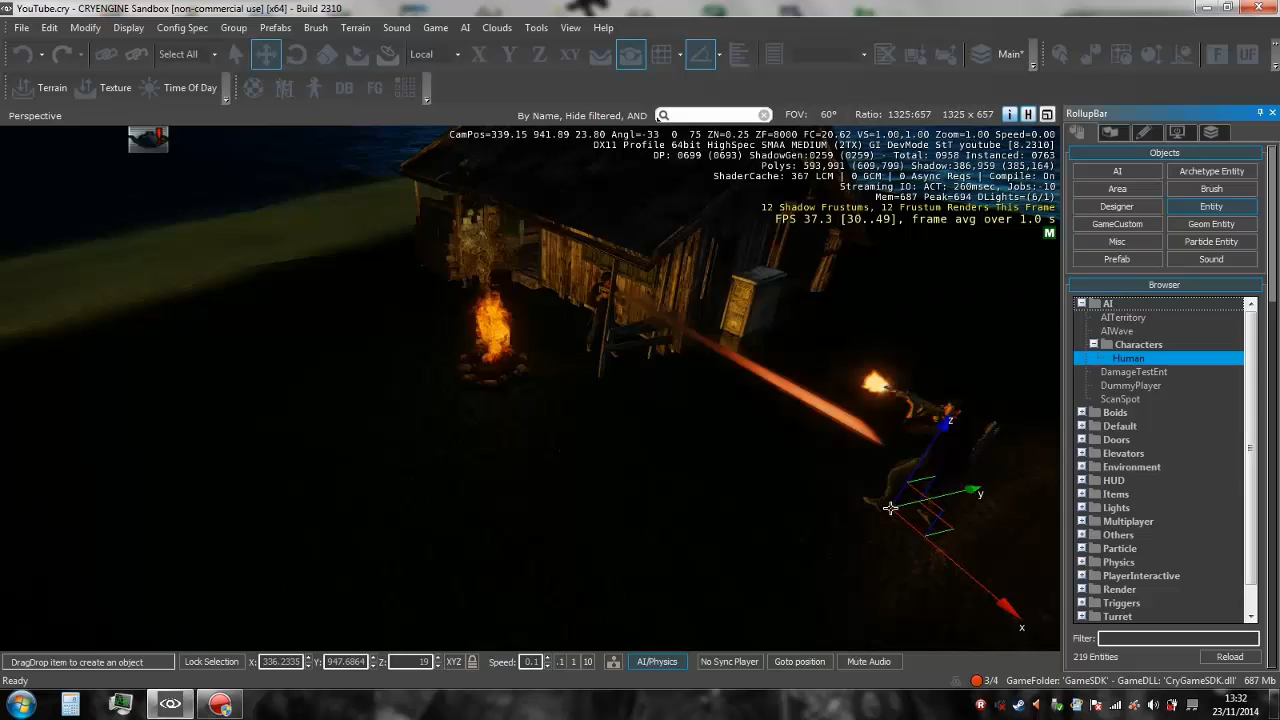 YouTube.cry - CRYENGINE Sandbox [non-commercial use] [x64] - Build 2310
File Edit Modify Display Config Spec Group Prefabs Brush Terrain Sound Game AI Clouds Tools View Help
Select All Local X Y Z XY Main* F UF
Terrain Texture Time Of Day DB FG
Perspective By Name, Hide filtered, AND FOV: 60° Ratio: 1325:657 1325 x 657 i H
CamPos=339.15 941.89 23.80 Angl=-33 0 75 ZN=0.25 ZF=8000 FC=20.62 VS=1.00,1.00 Zoom=1.00 Speed=0.00
DX11 Profile 64bit HighSpec SMAA MEDIUM (2TX) GI DevMode StT youtube [8.2310]
DP: 0699 (0693) ShadowGen:0259 (0259) - Total: 0958 Instanced: 0763
Polys: 593,991 (609,799) Shadow:386,959 (385,164)
ShaderCache: 367 LCM | 0 GCM | 0 Async Reqs | Compile: On
Streaming IO: ACT: 260msec, Jobs:-10
Mem=687 Peak=694 DLights=(6/1)
12 Shadow Frustums, 12 Frustum Renders This Frame
FPS 37.3 [30..49], frame avg over 1.0 s
M
z
y
x
RollupBar
Objects
AI Archetype Entity
Area Brush
Designer Entity
GameCustom Geom Entity
Misc Particle Entity
Prefab Sound
Browser
AI
AITerritory
AIWave
Characters
Human
DamageTestEnt
DummyPlayer
ScanSpot
Boids
Default
Doors
Elevators
Environment
HUD
Items
Lights
Multiplayer
Others
Particle
Physics
PlayerInteractive
Render
Triggers
Turret
Filter:
219 Entities Reload
DragDrop item to create an object Lock Selection X: 336.2335 Y: 947.6864 Z: 19 XYZ Speed: 0.1 .1 1 10 AI/Physics No Sync Player Goto position Mute Audio
Ready 3/4 GameFolder: 'GameSDK' - GameDLL: 'CryGameSDK.dll' 687 Mb
13:32
23/11/2014